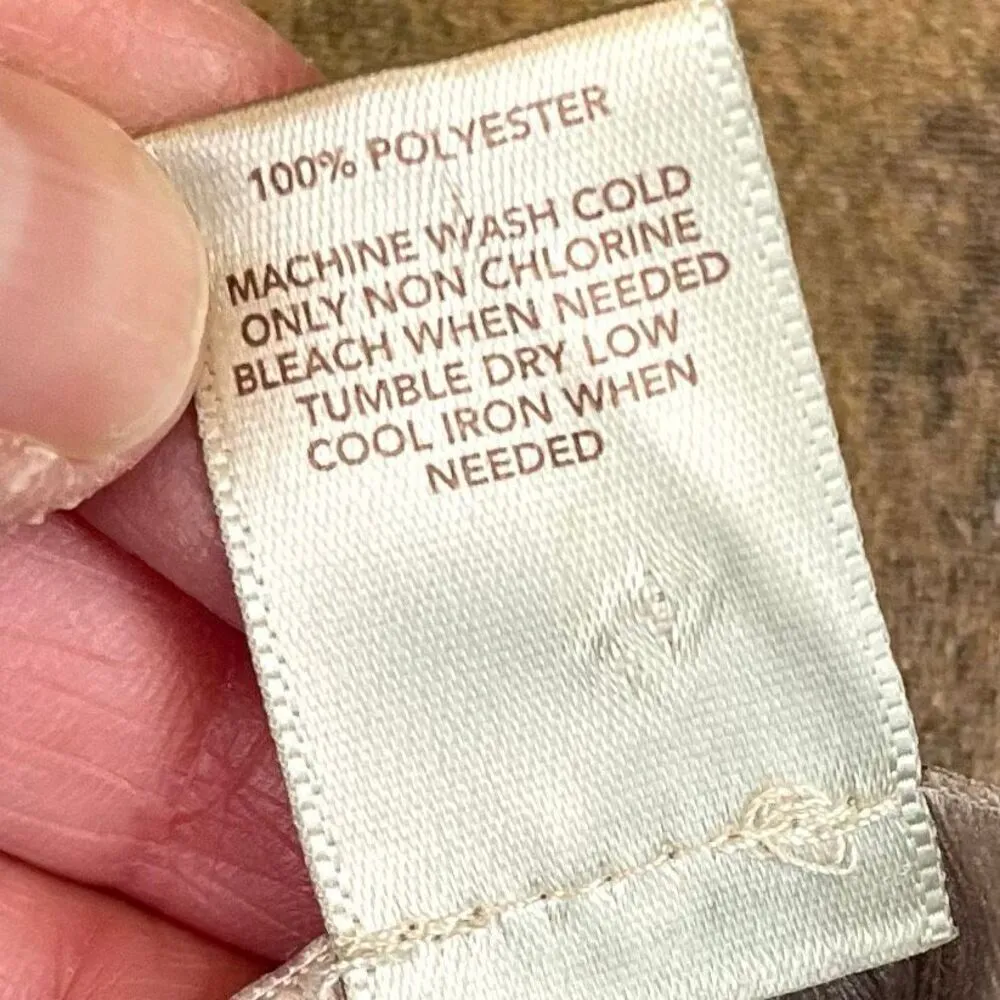 100% POLYESTER
MACHINE WASH COLD
ONLY NON CHLORINE
BLEACH WHEN NEEDED
TUMBLE DRY LOW
COOL IRON WHEN
NEEDED